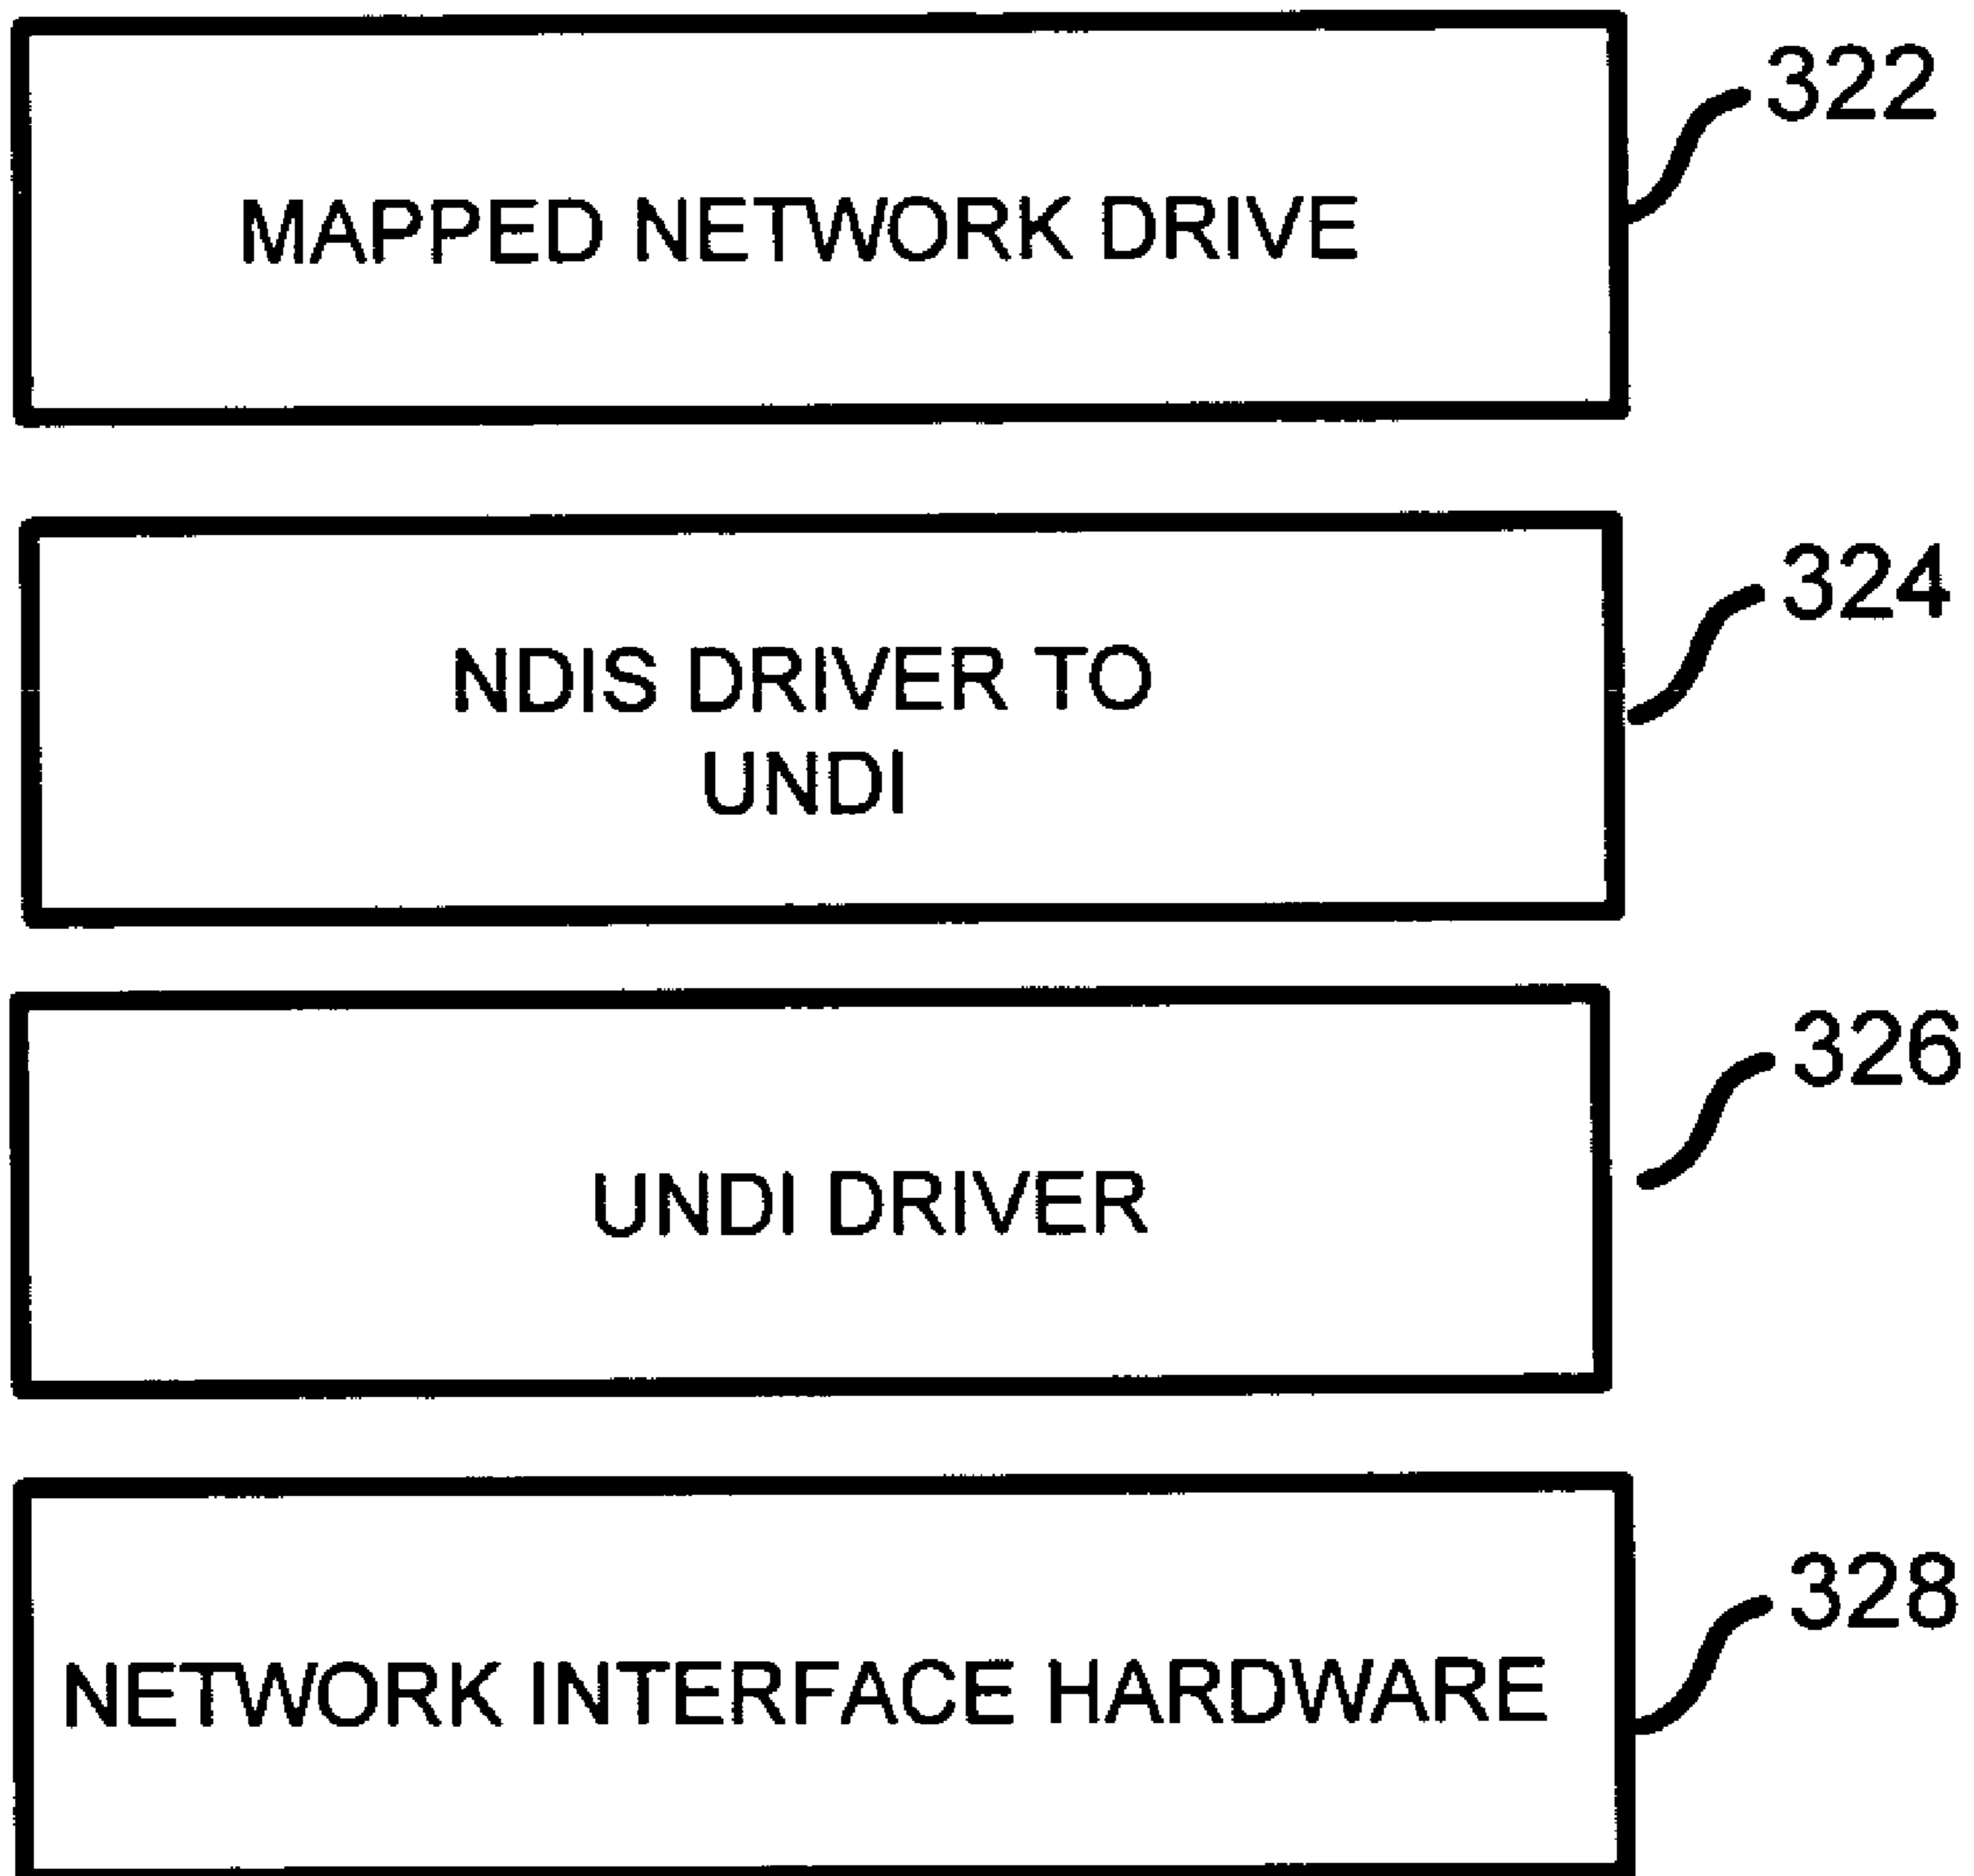 322
MAPPED NETWORK DRIVE
324
NDIS DRIVER TO
UNDI
326
UNDI DRIVER
328
NETWORK INTERFACE HARDWARE